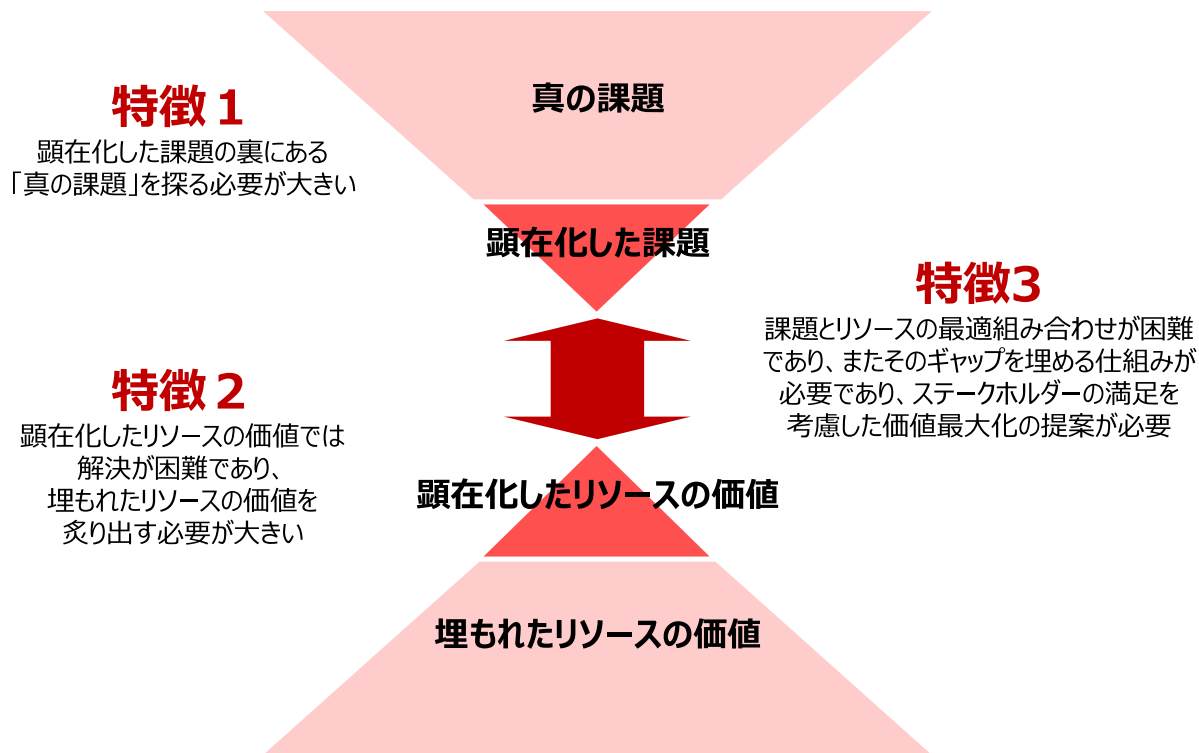 真の課題
特徴１
顕在化した課題の裏にある
「真の課題」を探る必要が大きい
顕在化した課題
特徴3
課題とリソースの最適組み合わせが困難
であり、またそのギャップを埋める仕組みが
必要であり、ステークホルダーの満足を
考慮した価値最大化の提案が必要
特徴２
顕在化したリソースの価値では
解決が困難であり、
埋もれたリソースの価値を
炙り出す必要が大きい
顕在化したリソースの価値
埋もれたリソースの価値